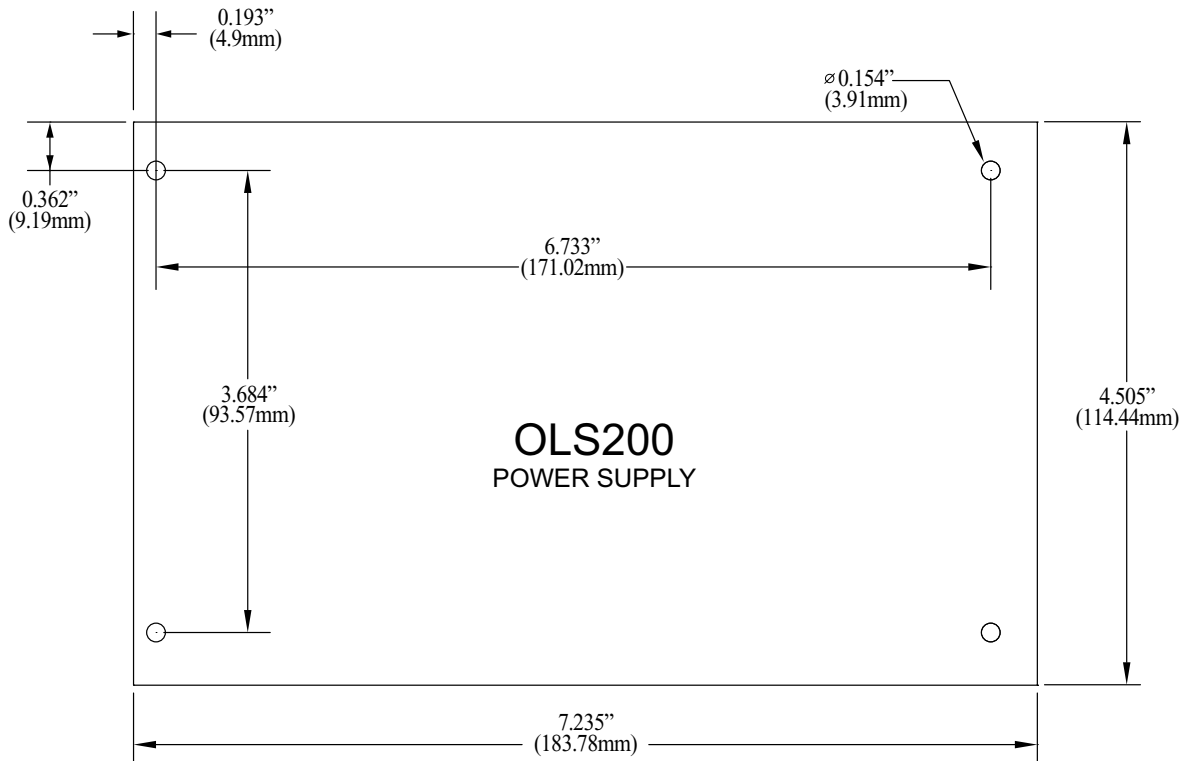 0.193”
(4.9mm)
⌀0.154”
(3.91mm)
0.362”
(9.19mm)
6.733”
(171.02mm)
3.684”
(93.57mm)
4.505”
(114.44mm)
OLS200
POWER SUPPLY
7.235”
(183.78mm)